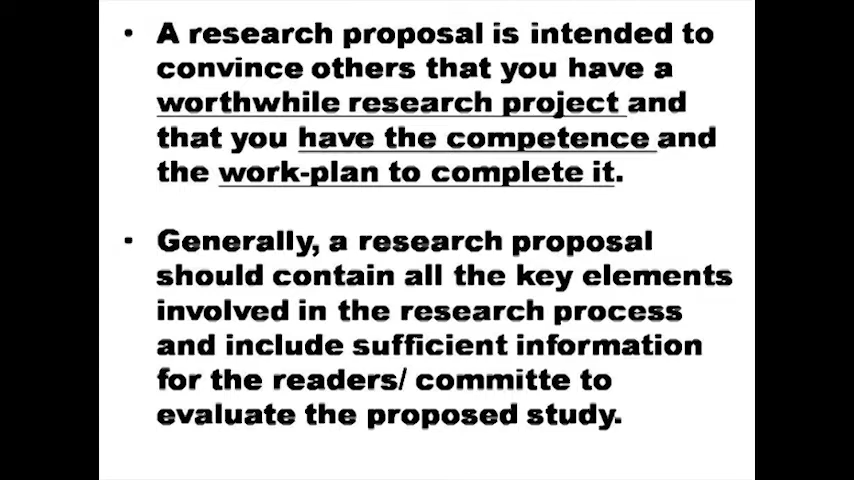 • A research proposal is intended to
convince others that you have a
worthwhile research project and
that you have the competence and
the work-plan to complete it.
• Generally, a research proposal
should contain all the key elements
involved in the research process
and include sufficient information
for the readers/ committe to
evaluate the proposed study.